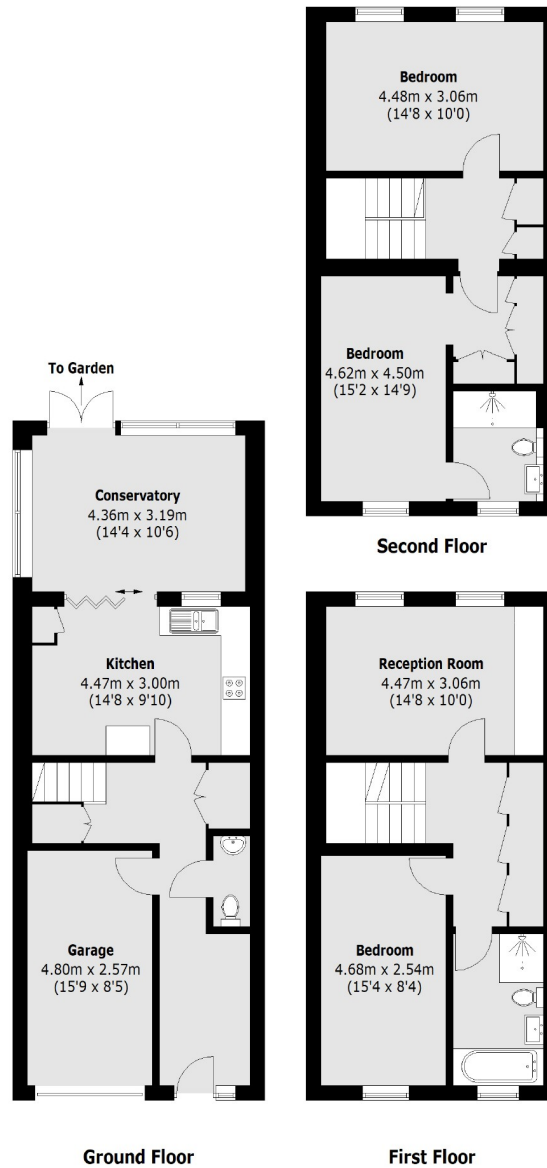 Bedroom
4.48m x 3.06m
(14'8 x 10'0)
Bedroom
4.62m x 4.50m
(15'2 x 14'9)
Second Floor
To Garden
Conservatory
4.36m x 3.19m
(14'4 x 10'6)
Kitchen
4.47m x 3.00m
(14'8 x 9'10)
Garage
4.80m x 2.57m
(15'9 x 8'5)
Ground Floor
Reception Room
4.47m x 3.06m
(14'8 x 10'0)
Bedroom
4.68m x 2.54m
(15'4 x 8'4)
First Floor